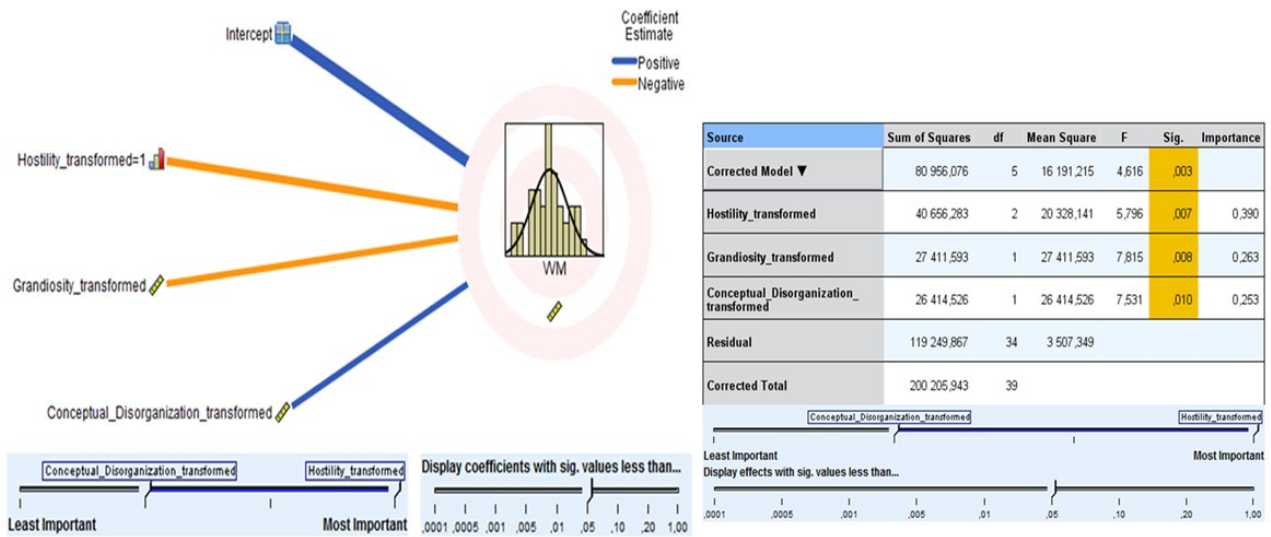 Coefficient
Estimate
Positive
Negative
Intercept
Hostility_transformed=1
Grandiosity_transformed
Conceptual_Disorganization_transformed
WM
Conceptual_Disorganization_transformed Hostility_transformed
Least Important Most Important
Display coefficients with sig. values less than...
,0001 ,0005 ,001 ,005 ,01 ,05 ,10 ,20 1,00
Source Sum of Squares df Mean Square F Sig. Importance
Corrected Model ▼ 80 956,076 5 16 191,215 4,616 ,003
Hostility_transformed 40 656,283 2 20 328,141 5,796 ,007 0,390
Grandiosity_transformed 27 411,593 1 27 411,593 7,815 ,008 0,263
Conceptual_Disorganization_
transformed 26 414,526 1 26 414,526 7,531 ,010 0,253
Residual 119 249,867 34 3 507,349
Corrected Total 200 205,943 39
Conceptual_Disorganization_transformed Hostility_transformed
Least Important Most Important
Display effects with sig. values less than...
,0001 ,0005 ,001 ,005 ,01 ,05 ,10 ,20 1,00